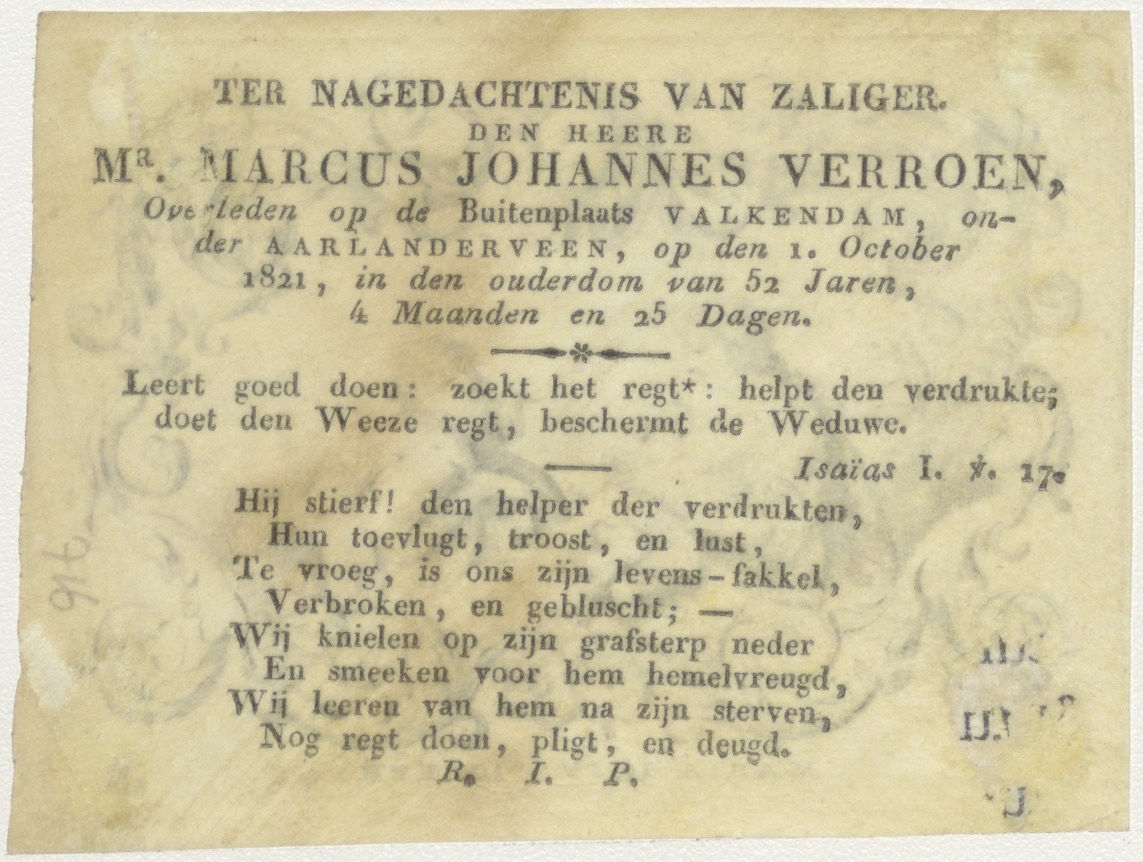 TER NAGEDACHTENIS VAN ZALIGER.
DEN HEERE
MR. MARCUS JOHANNES VERROEN,
Overleden op de Buitenplaats VALKENDAM, on-
der AARLANDERVEEN, op den 1. October
1821, in den ouderdom van 52 Jaren,
4 Maanden en 25 Dagen.
Leert goed doen: zoekt het regt*: helpt den verdrukte;
doet den Weeze regt, beschermt de Weduwe.
Isaïas I. ℣. 17.
Hij stierf! den helper der verdrukten,
Hun toevlugt, troost, en lust,
Te vroeg, is ons zijn levens-fakkel,
Verbroken, en gebluscht; —
Wij knielen op zijn grafsterp neder
En smeeken voor hem hemelvreugd,
Wij leeren van hem na zijn sterven,
Nog regt doen, pligt, en deugd.
R. I. P.
916